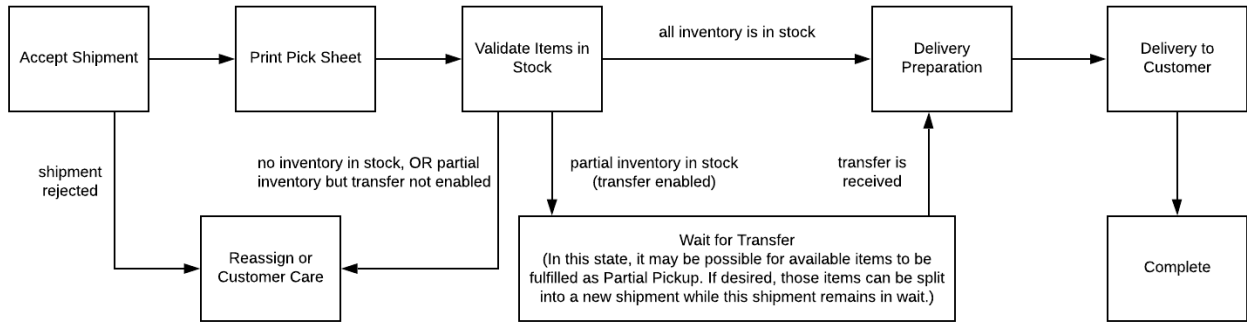 all inventory is in stock
Accept Shipment
Print Pick Sheet
Validate Items in
Stock
Delivery
Preparation
Delivery to
Customer
shipment
rejected
no inventory in stock, OR partial
inventory but transfer not enabled
partial inventory in stock
(transfer enabled)
transfer is
received
Reassign or
Customer Care
Wait for Transfer
(In this state, it may be possible for available items to be
fulfilled as Partial Pickup. If desired, those items can be split
into a new shipment while this shipment remains in wait.)
Complete